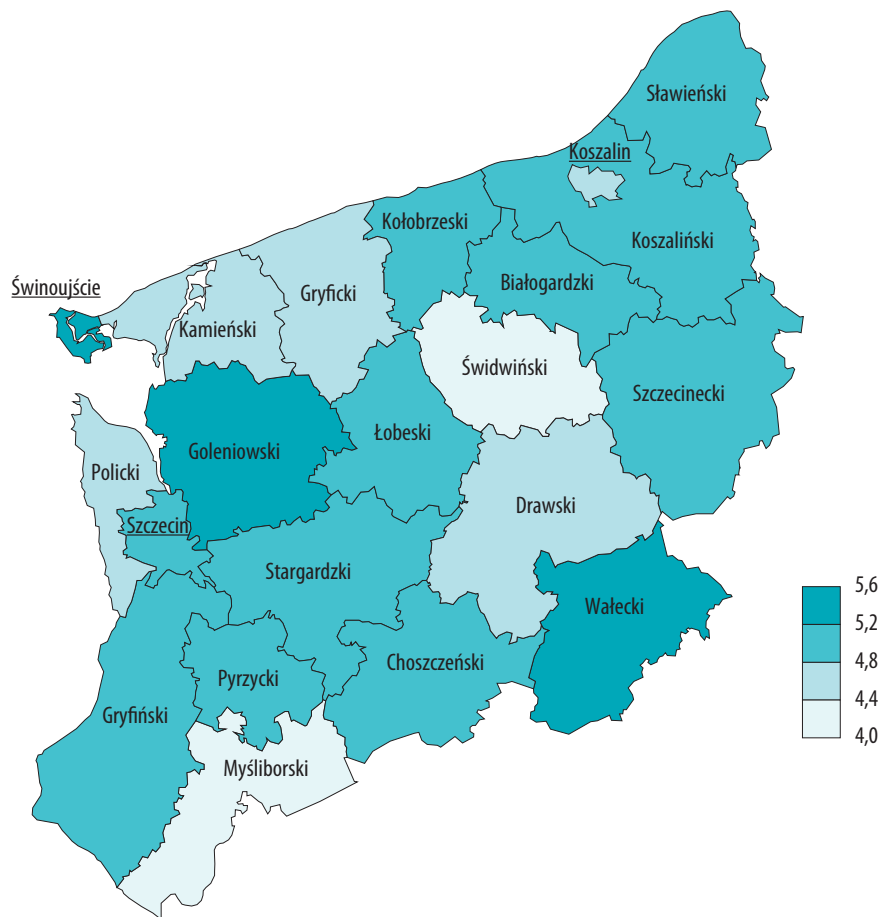 Sławieński
Koszalin
Kołobrzeski
Koszaliński
Białogardzki
Świnoujście
Gryficki
Kamieński
Świdwiński
Szczecinecki
Łobeski
Goleniowski
Policki
Drawski
Szczecin
Stargardzki
Wałecki
Choszczeński
Pyrzycki
Gryfiński
Myśliborski
5,6
5,2
4,8
4,4
4,0